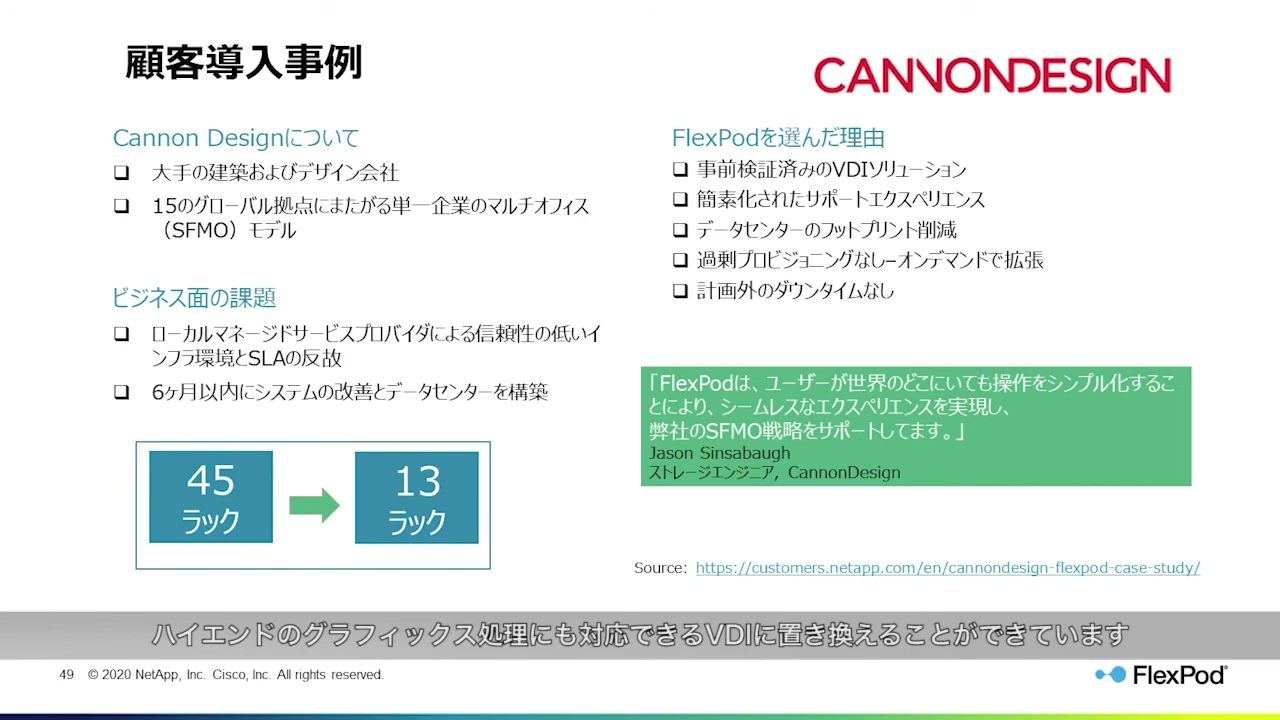 顧客導入事例
CANNONDESIGN
Cannon Designについて
❑ 大手の建築およびデザイン会社
❑ 15のグローバル拠点にまたがる単一企業のマルチオフィス
（SFMO）モデル
ビジネス面の課題
❑ ローカルマネージドサービスプロバイダによる信頼性の低いイ
ンフラ環境とSLAの反故
❑ 6ヶ月以内にシステムの改善とデータセンターを構築
45
ラック
13
ラック
FlexPodを選んだ理由
❑ 事前検証済みのVDIソリューション
❑ 簡素化されたサポートエクスペリエンス
❑ データセンターのフットプリント削減
❑ 過剰プロビジョニングなし–オンデマンドで拡張
❑ 計画外のダウンタイムなし
「FlexPodは、ユーザーが世界のどこにいても操作をシンプル化するこ
とにより、シームレスなエクスペリエンスを実現し、
弊社のSFMO戦略をサポートしてます。」
Jason Sinsabaugh
ストレージエンジニア, CannonDesign
Source: https://customers.netapp.com/en/cannondesign-flexpod-case-study/
ハイエンドのグラフィックス処理にも対応できるVDIに置き換えることができています
49 © 2020 NetApp, Inc. Cisco, Inc. All rights reserved.
FlexPod®